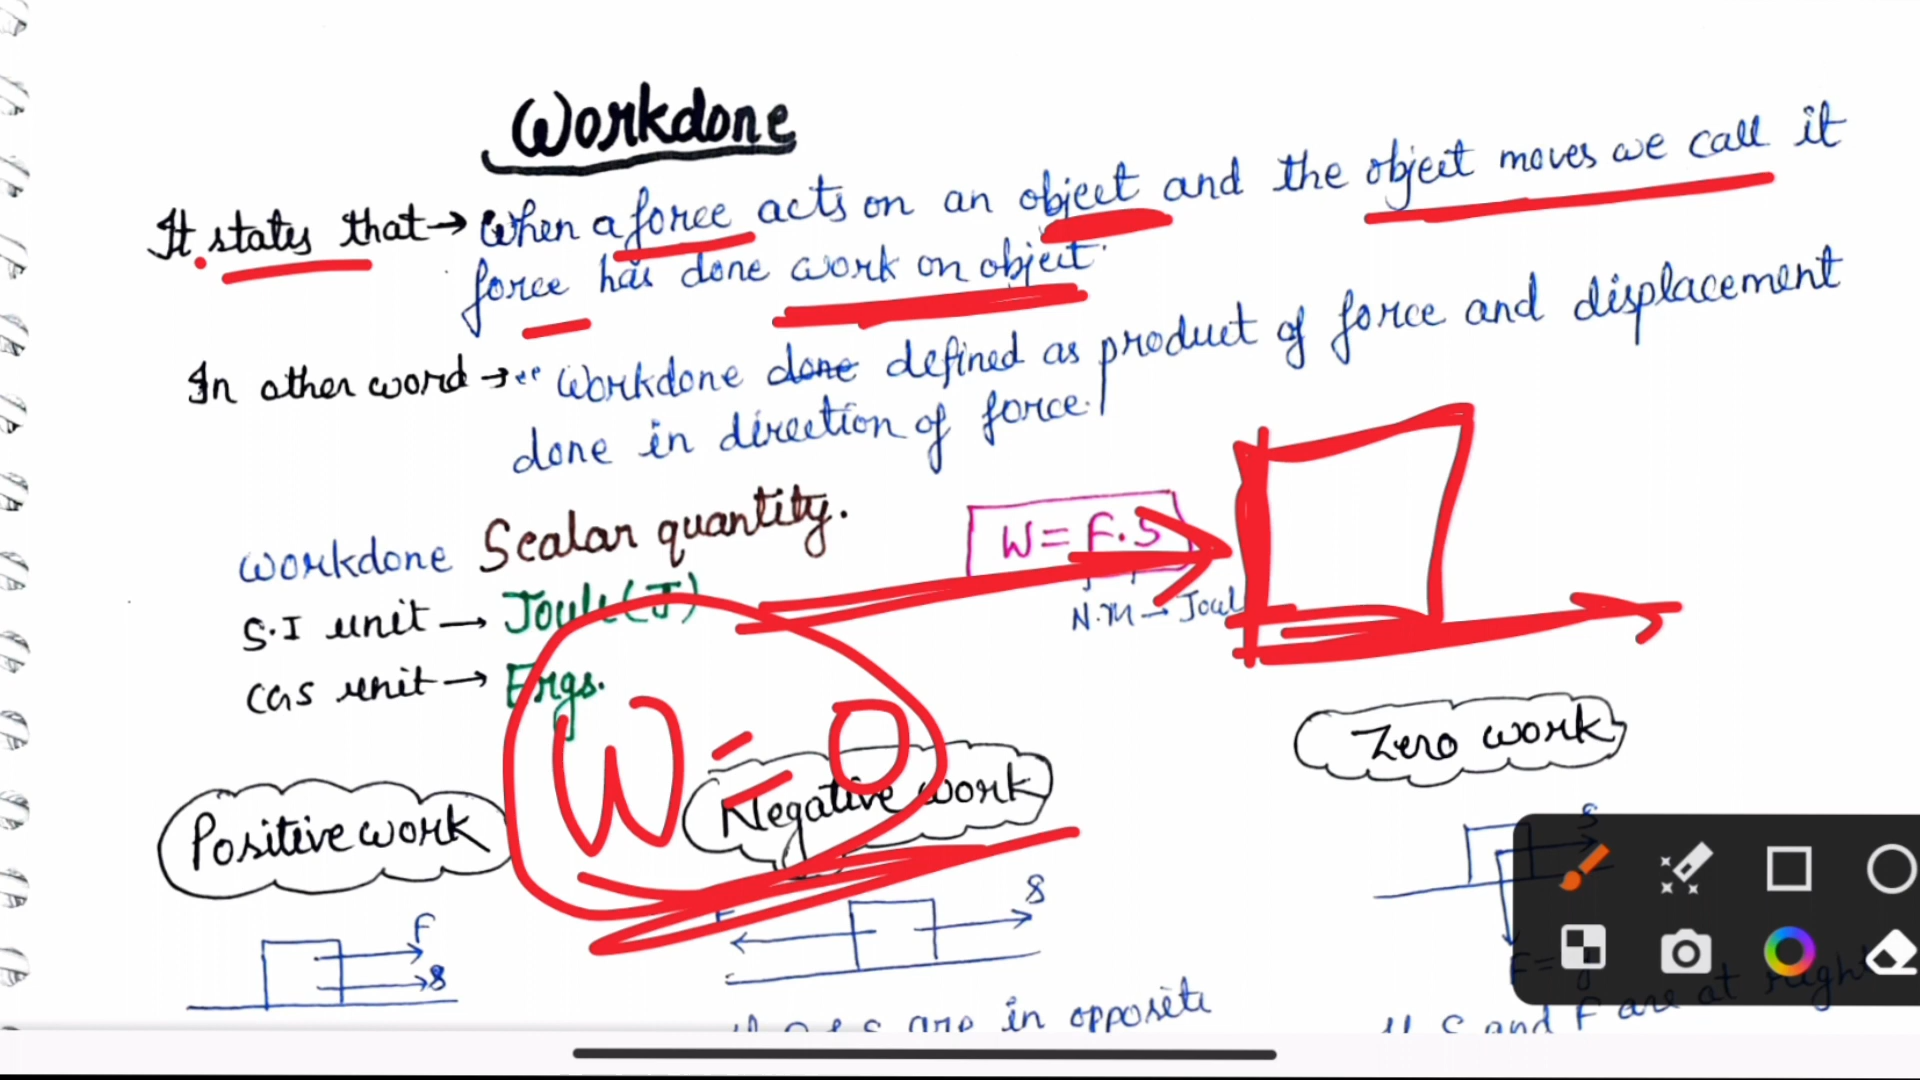 Workdone
It states that → When a force acts on an object and the object moves we call it
force has done work on object.
In other word → " Workdone done defined as product of force and displacement
done in direction of force.
workdone Scalar quantity.
W = F.S
S.I unit → Joule (J)
N.M → Joul
CGS unit → Ergs.
W = 0
Zero work
Positive work
Negative work
S
F
S
S
F =
are in opposite
S and F are at right